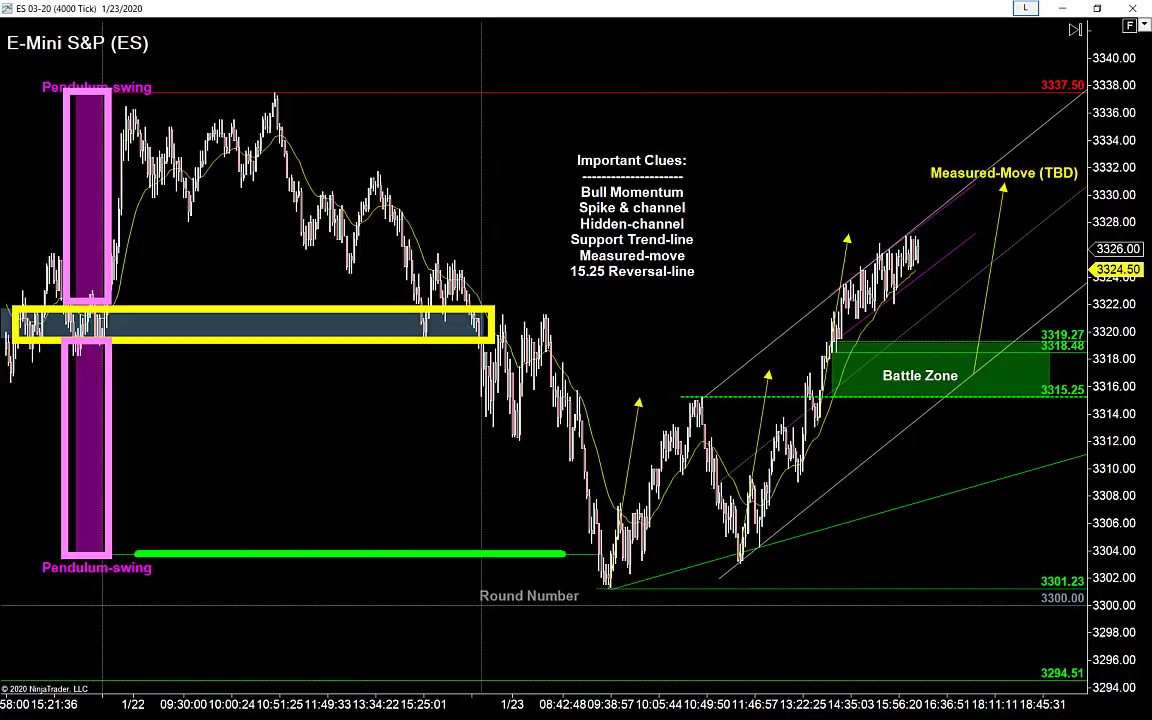 ES 03-20 (4000 Tick) 1/23/2020
L
F
E-Mini S&P (ES)
Pendulum-swing
3337.50
Important Clues:
---------------------
Bull Momentum
Spike & channel
Hidden-channel
Support Trend-line
Measured-move
15.25 Reversal-line
Measured-Move (TBD)
3340.00
3338.00
3336.00
3334.00
3332.00
3330.00
3328.00
3326.00
3324.50
3324.00
3322.00
3320.00
3318.00
3316.00
3314.00
3312.00
3310.00
3308.00
3306.00
3304.00
3302.00
3300.00
3298.00
3296.00
3294.00
3319.27
3318.48
Battle Zone
3315.25
Pendulum-swing
3301.23
Round Number
3300.00
3294.51
© 2020 NinjaTrader, LLC
58:00 15:21:36 1/22 09:30:00 10:00:24 10:51:25 11:49:33 13:34:22 15:25:01 1/23 08:42:48 09:38:57 10:05:44 10:49:50 11:46:57 13:22:25 14:35:03 15:56:20 16:36:51 18:11:11 18:45:31